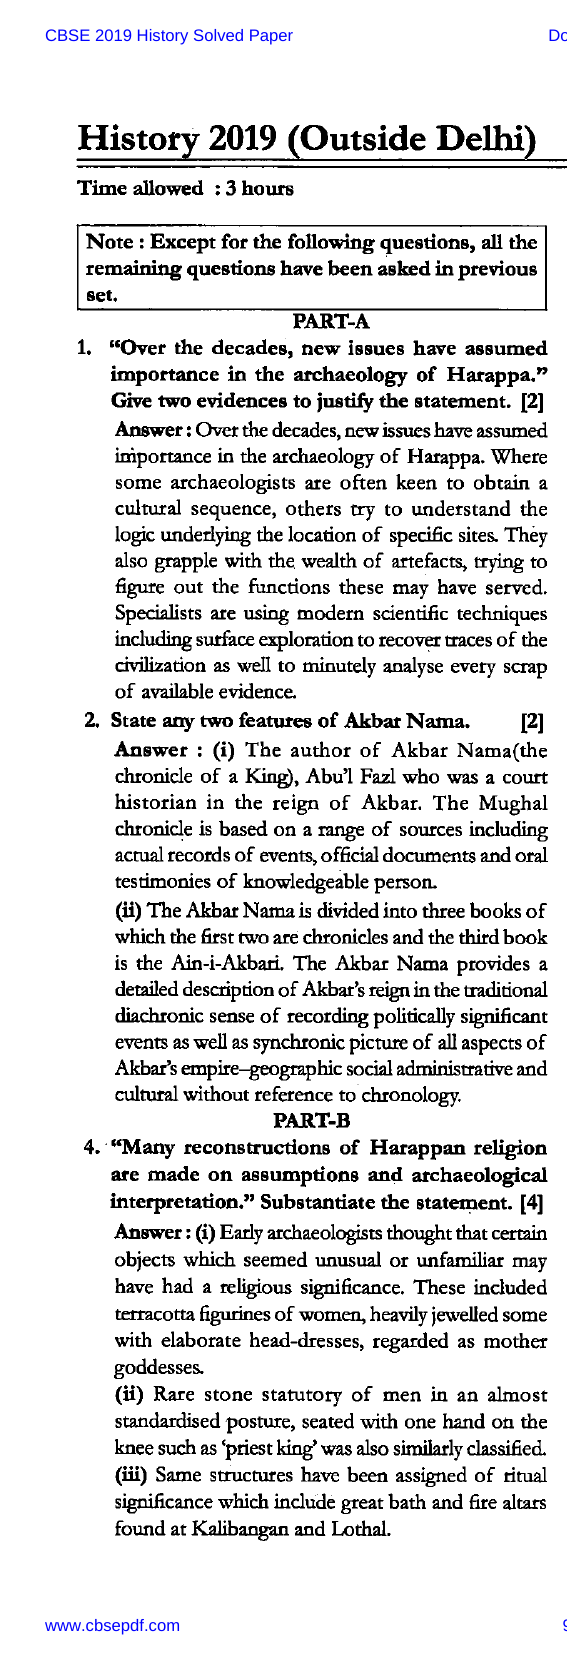 CBSE 2019 History Solved Paper
Do
History 2019 (Outside Delhi)
Time allowed : 3 hours
Note : Except for the following questions, all the
remaining questions have been asked in previous
set.
PART-A
1. “Over the decades, new issues have assumed
importance in the archaeology of Harappa.”
Give two evidences to justify the statement. [2]
Answer : Over the decades, new issues have assumed
importance in the archaeology of Harappa. Where
some archaeologists are often keen to obtain a
cultural sequence, others try to understand the
logic underlying the location of specific sites. They
also grapple with the wealth of artefacts, trying to
figure out the functions these may have served.
Specialists are using modern scientific techniques
including surface exploration to recover traces of the
civilization as well to minutely analyse every scrap
of available evidence.
2. State any two features of Akbar Nama. [2]
Answer : (i) The author of Akbar Nama(the
chronicle of a King), Abu’l Fazl who was a court
historian in the reign of Akbar. The Mughal
chronicle is based on a range of sources including
actual records of events, official documents and oral
testimonies of knowledgeable person.
(ii) The Akbar Nama is divided into three books of
which the first two are chronicles and the third book
is the Ain-i-Akbari. The Akbar Nama provides a
detailed description of Akbar’s reign in the traditional
diachronic sense of recording politically significant
events as well as synchronic picture of all aspects of
Akbar’s empire–geographic social administrative and
cultural without reference to chronology.
PART-B
4. “Many reconstructions of Harappan religion
are made on assumptions and archaeological
interpretation.” Substantiate the statement. [4]
Answer : (i) Early archaeologists thought that certain
objects which seemed unusual or unfamiliar may
have had a religious significance. These included
terracotta figurines of women, heavily jewelled some
with elaborate head-dresses, regarded as mother
goddesses.
(ii) Rare stone statutory of men in an almost
standardised posture, seated with one hand on the
knee such as ‘priest king’ was also similarly classified.
(iii) Same structures have been assigned of ritual
significance which include great bath and fire altars
found at Kalibangan and Lothal.
www.cbsepdf.com
9